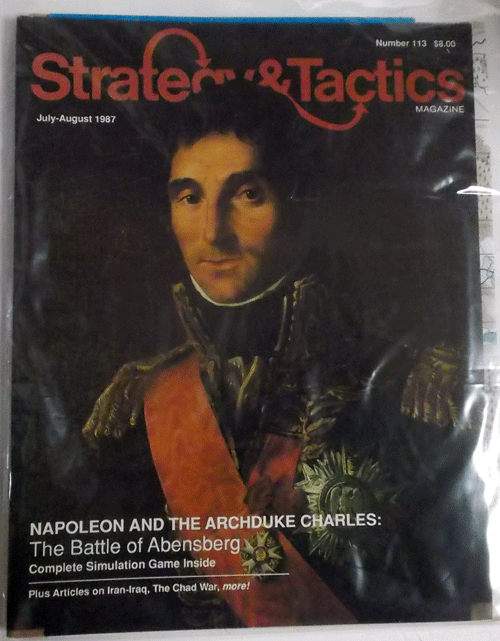 Number 113 $8.00
Strategy & Tactics
MAGAZINE
July-August 1987
NAPOLEON AND THE ARCHDUKE CHARLES:
The Battle of Abensberg
Complete Simulation Game Inside
Plus Articles on Iran-Iraq, The Chad War, more!